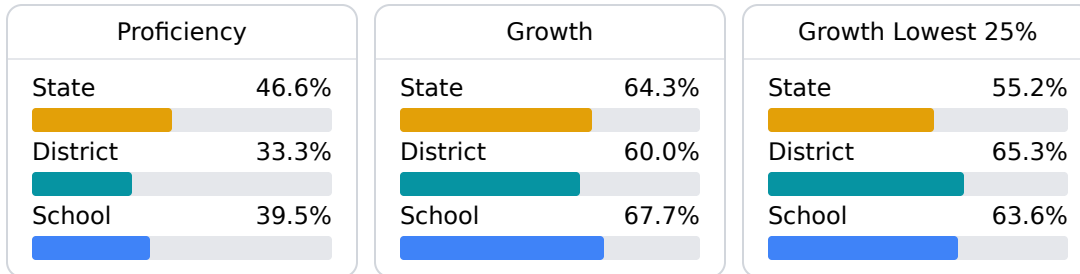 Proficiency
State 46.6%
District 33.3%
School 39.5%
Growth
State 64.3%
District 60.0%
School 67.7%
Growth Lowest 25%
State 55.2%
District 65.3%
School 63.6%